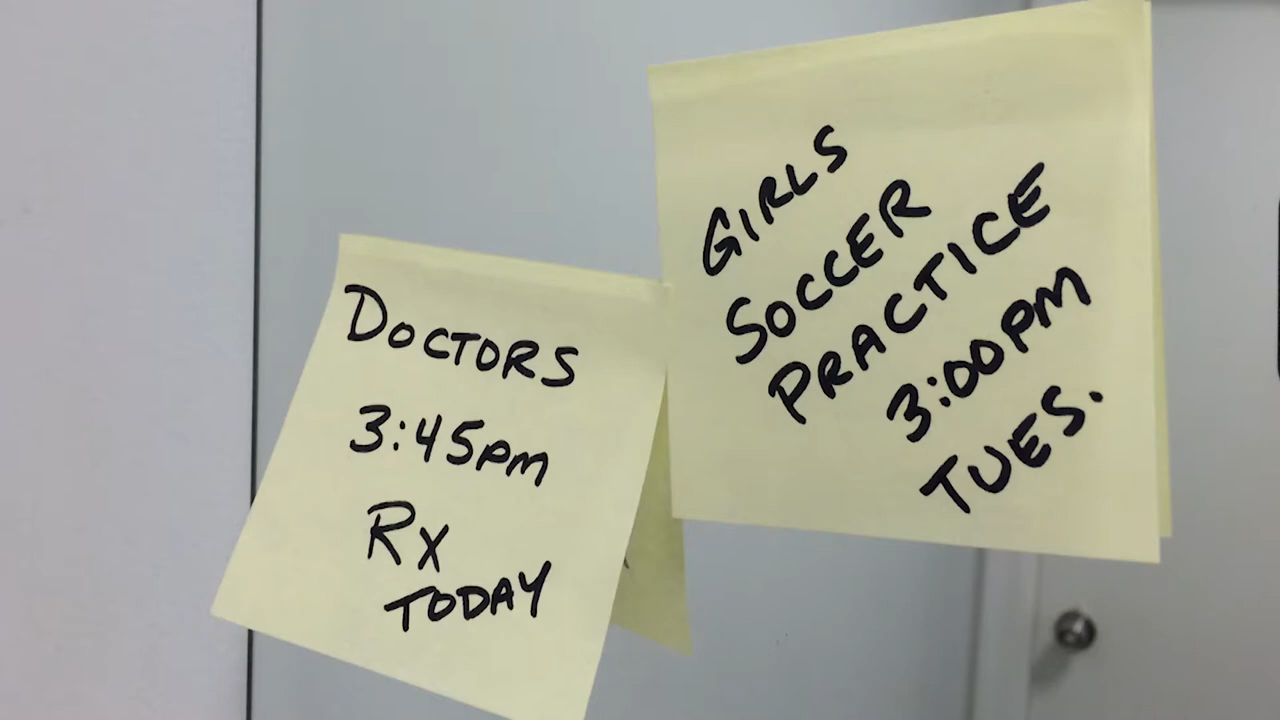 Doctors
3:45pm
Rx
Today
Girls
Soccer
Practice
3:00pm
Tues.